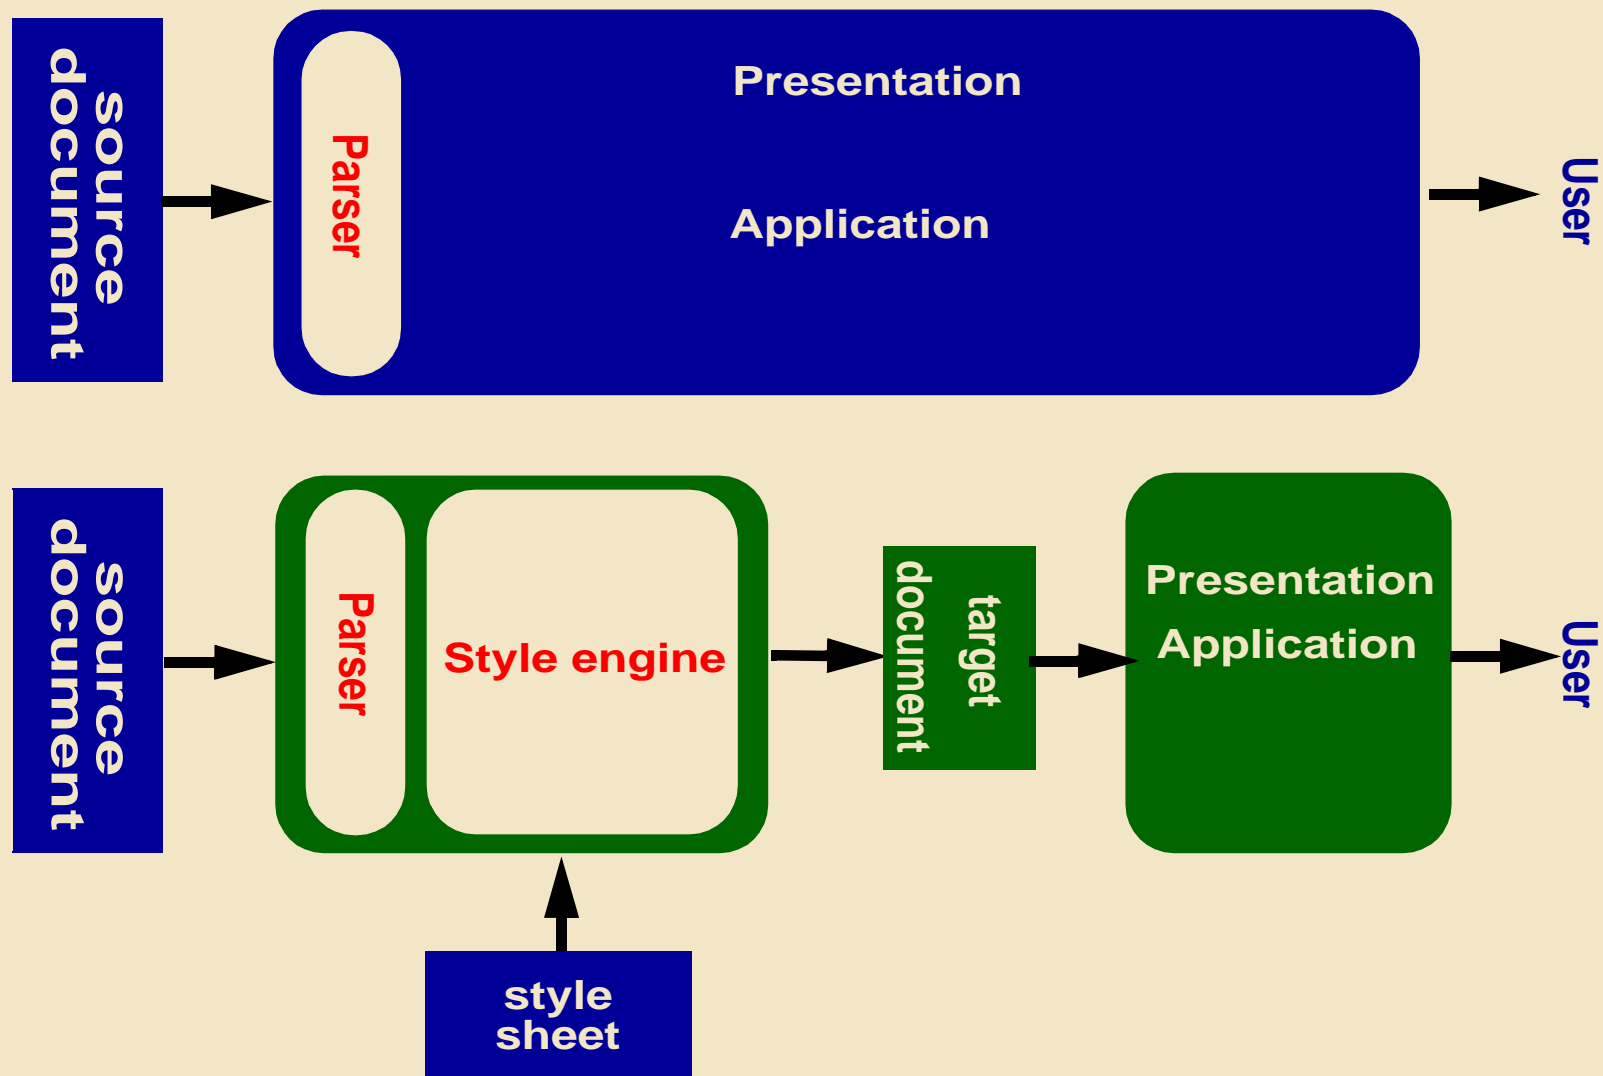 source
document
Parser
Presentation
Application
User
source
document
Parser
Style engine
target
document
Presentation
Application
User
style
sheet